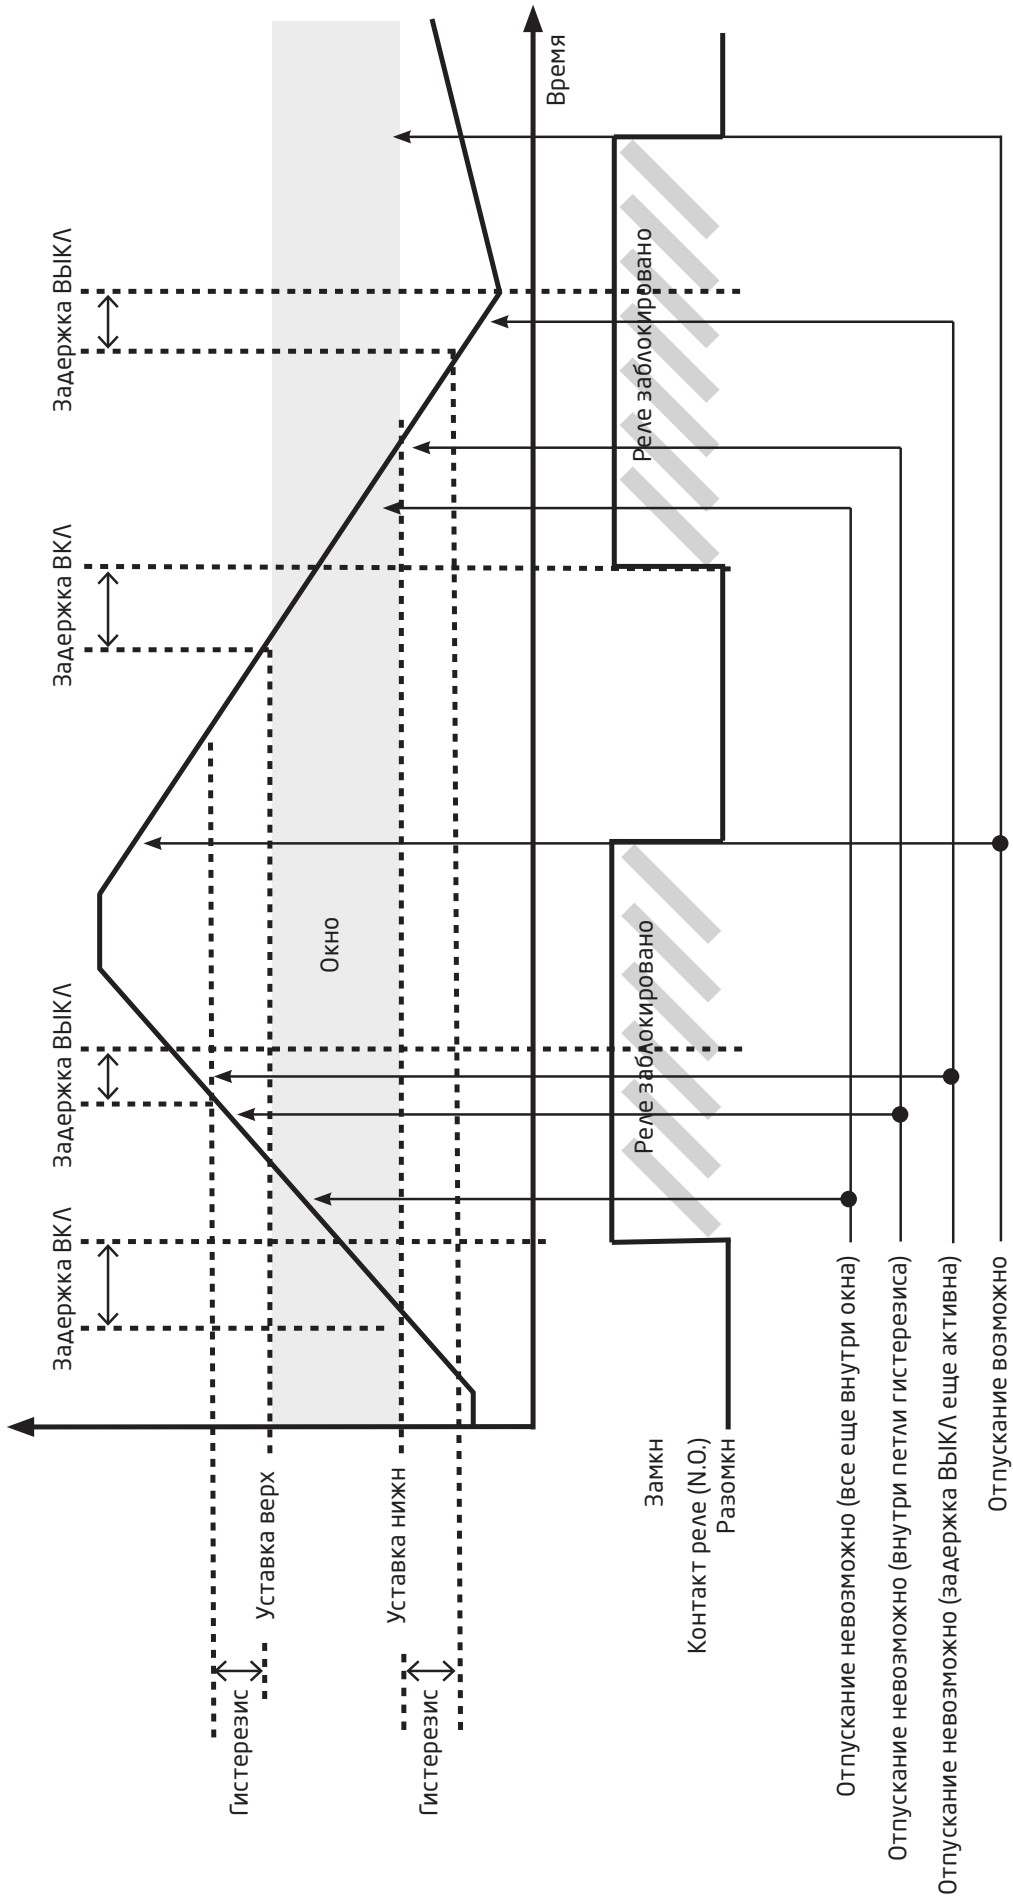 Задержка ВКЛ
Задержка ВЫКЛ
Задержка ВКЛ
Задержка ВЫКЛ
Гистерезис
Уставка верх
Окно
Уставка нижн
Гистерезис
Время
Замкн
Контакт реле (N.O.)
Разомкн
Реле заблокировано
Реле заблокировано
Отпускание невозможно (все еще внутри окна)
Отпускание невозможно (внутри петли гистерезиса)
Отпускание невозможно (задержка ВЫКЛ еще активна)
Отпускание возможно